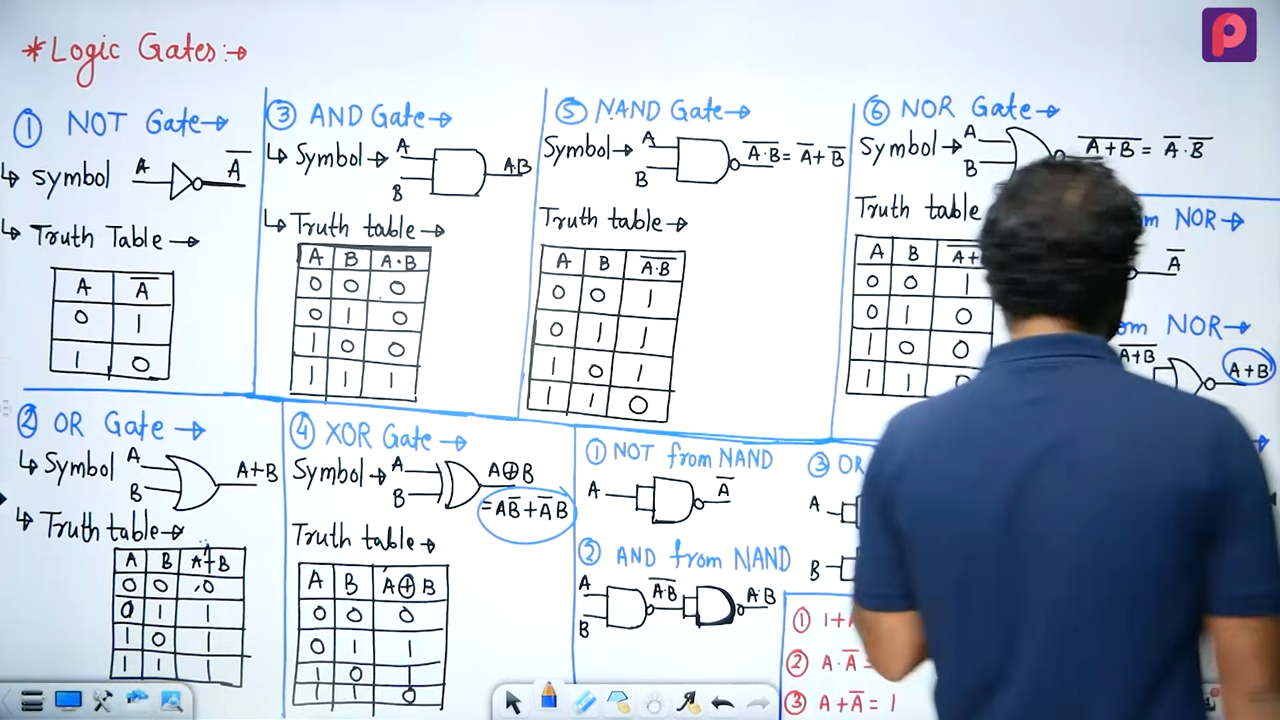 *Logic Gates:→
① NOT Gate→
↳ symbol A A̅
↳ Truth Table→
A A̅
0 1
1 0
② OR Gate →
↳ Symbol A B A+B
↳ Truth table→
A B A+B
0 0 0
0 1 1
1 0 1
1 1 1
③ AND Gate→
↳ Symbol→ A B A.B
↳ Truth table→
A B A·B
0 0 0
0 1 0
1 0 0
1 1 1
④ XOR Gate→
Symbol→ A B A⊕B
=AB̅+A̅B
Truth table→
A B A⊕B
0 0 0
0 1 1
1 0 1
1 1 0
⑤ NAND Gate→
Symbol→ A B A̅·̅B̅ = A̅+B̅
Truth table→
A B A̅·̅B̅
0 0 1
0 1 1
1 0 1
1 1 0
① NOT from NAND
A A̅
② AND from NAND
A B A̅·̅B̅ A·B
⑥ NOR Gate→
Symbol→ A B A̅+̅B̅ = A̅·B̅
Truth table
A B
0 0 1
0 1 0
1 0 0
1 1
NOR→
A̅
NOR→
A̅+̅B̅ A+B
③ OR
A
B
① 1+
② A·A̅=
③ A+A̅=1